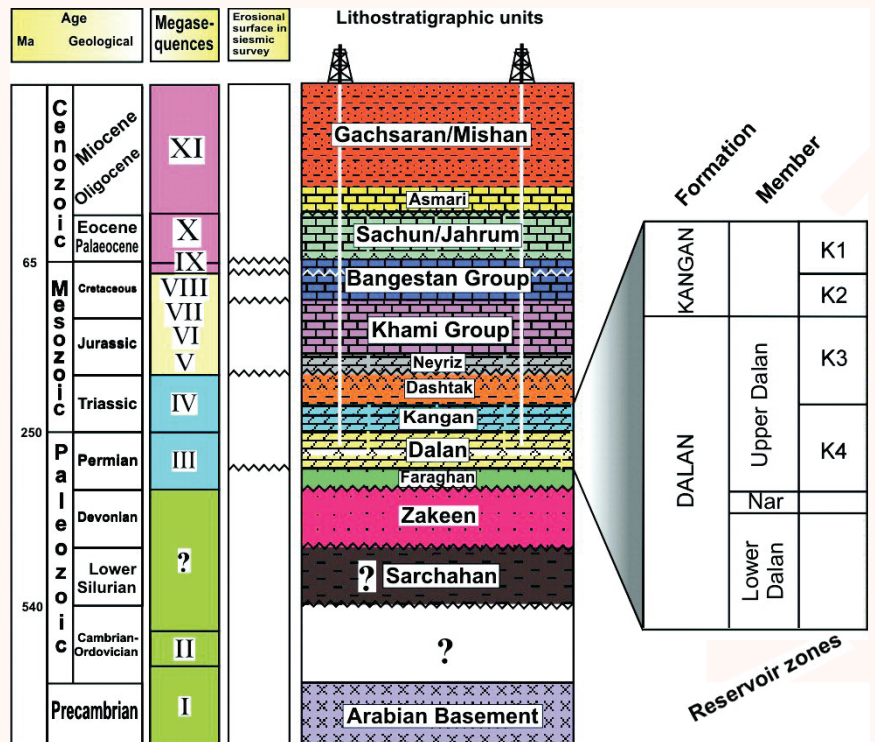 Age
Ma
Geological
Megase-
quences
Erosional
surface in
siesmic
survey
Lithostratigraphic units
Cenozoic
Miocene
Oligocene
Eocene
Palaeocene
65
Mesozoic
Cretaceous
Jurassic
Triassic
250
Paleozoic
Permian
Devonian
Lower
Silurian
540
Cambrian-
Ordovician
Precambrian
XI
X
IX
VIII
VII
VI
V
IV
III
?
II
I
Gachsaran/Mishan
Asmari
Sachun/Jahrum
Bangestan Group
Khami Group
Neyriz
Dashtak
Kangan
Dalan
Faraghan
Zakeen
? Sarchahan
?
Arabian Basement
Formation
Member
KANGAN
K1
K2
DALAN
Upper Dalan
K3
K4
Nar
Lower
Dalan
Reservoir zones